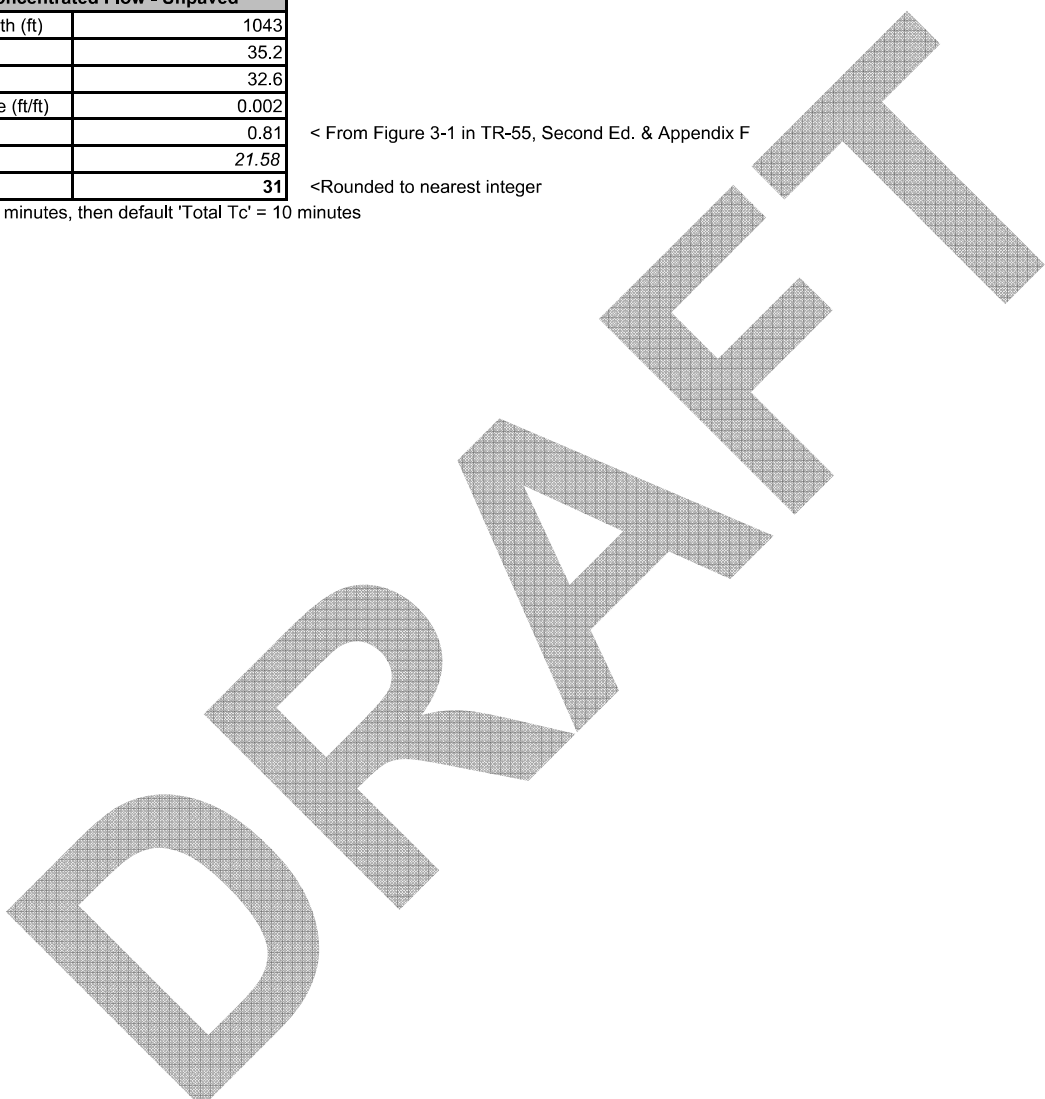 oncentrated Flow - Unpaved
th (ft) 1043
35.2
32.6
e (ft/ft) 0.002
0.81 < From Figure 3-1 in TR-55, Second Ed. & Appendix F
21.58
31 <Rounded to nearest integer
minutes, then default 'Total Tc' = 10 minutes
DRAFT